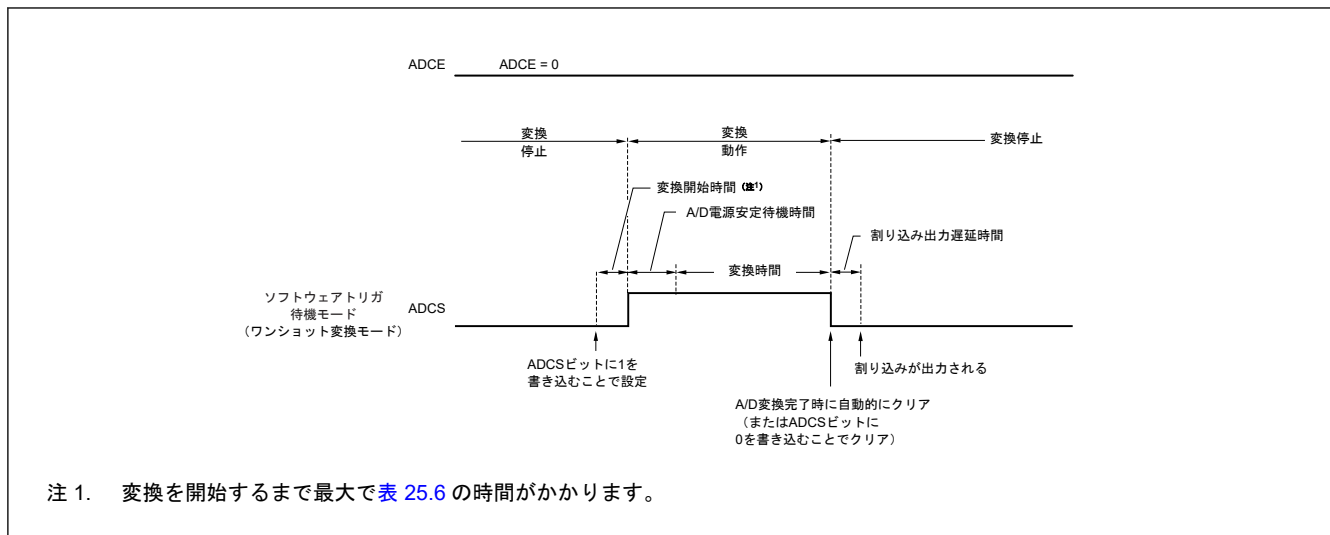 ADCE ADCE = 0
変換
停止
変換
動作
変換停止
変換開始時間 (注1)
A/D電源安定待機時間
割り込み出力遅延時間
変換時間
ソフトウェアトリガ
待機モード
(ワンショット変換モード)
ADCS
ADCSビットに1を
書き込むことで設定
割り込みが出力される
A/D変換完了時に自動的にクリア
(またはADCSビットに
0を書き込むことでクリア)
注 1. 変換を開始するまで最大で表 25.6 の時間がかかります。